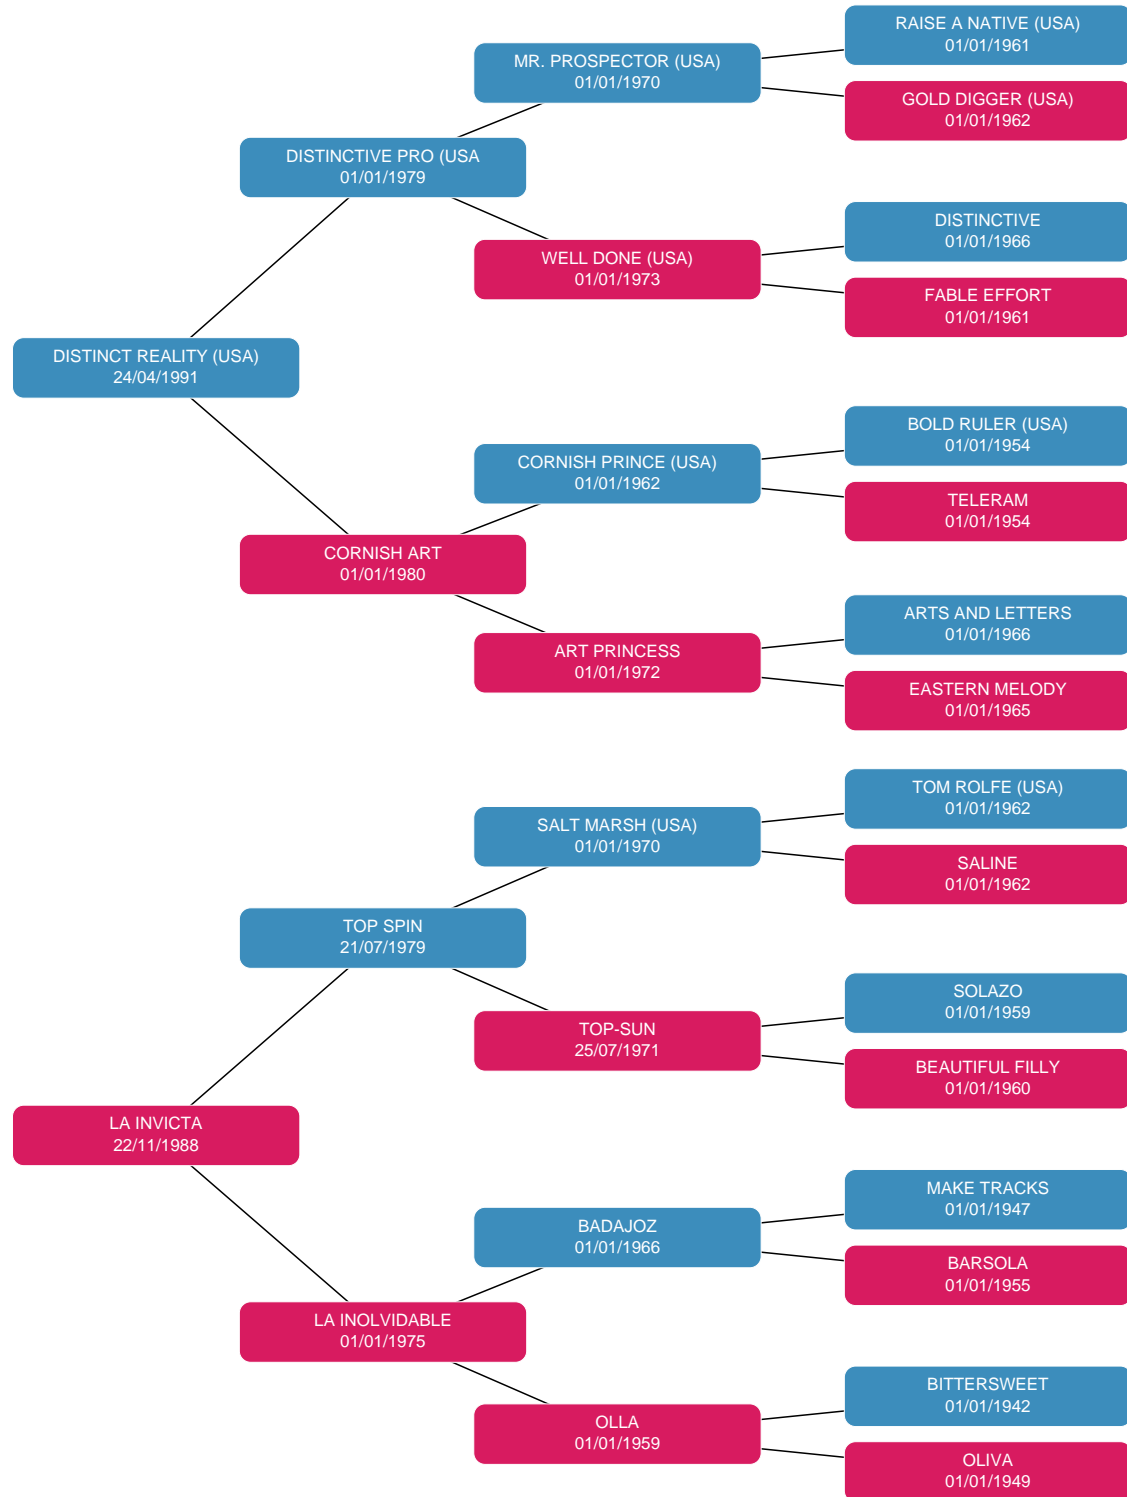 RAISE A NATIVE (USA)
01/01/1961
MR. PROSPECTOR (USA)
01/01/1970
GOLD DIGGER (USA)
01/01/1962
DISTINCTIVE PRO (USA
01/01/1979
DISTINCTIVE
01/01/1966
WELL DONE (USA)
01/01/1973
FABLE EFFORT
01/01/1961
DISTINCT REALITY (USA)
24/04/1991
BOLD RULER (USA)
01/01/1954
CORNISH PRINCE (USA)
01/01/1962
TELERAM
01/01/1954
CORNISH ART
01/01/1980
ARTS AND LETTERS
01/01/1966
ART PRINCESS
01/01/1972
EASTERN MELODY
01/01/1965
TOM ROLFE (USA)
01/01/1962
SALT MARSH (USA)
01/01/1970
SALINE
01/01/1962
TOP SPIN
21/07/1979
SOLAZO
01/01/1959
TOP-SUN
25/07/1971
BEAUTIFUL FILLY
01/01/1960
LA INVICTA
22/11/1988
MAKE TRACKS
01/01/1947
BADAJOZ
01/01/1966
BARSOLA
01/01/1955
LA INOLVIDABLE
01/01/1975
BITTERSWEET
01/01/1942
OLLA
01/01/1959
OLIVA
01/01/1949